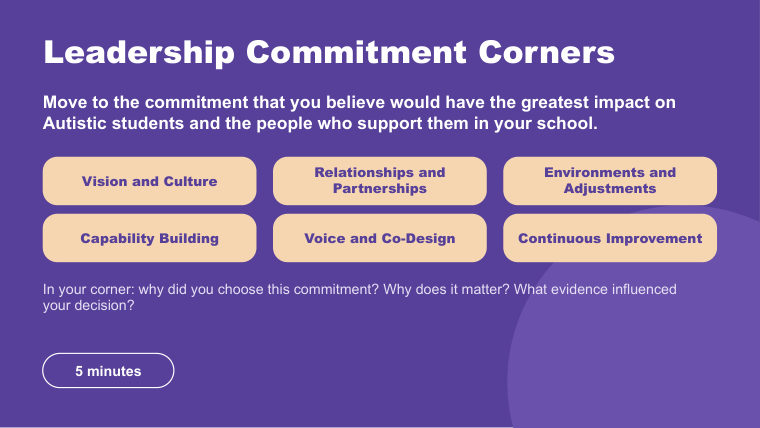 Leadership Commitment Corners
Move to the commitment that you believe would have the greatest impact on
Autistic students and the people who support them in your school.
Vision and Culture
Relationships and
Partnerships
Environments and
Adjustments
Capability Building
Voice and Co-Design
Continuous Improvement
In your corner: why did you choose this commitment? Why does it matter? What evidence influenced
your decision?
5 minutes